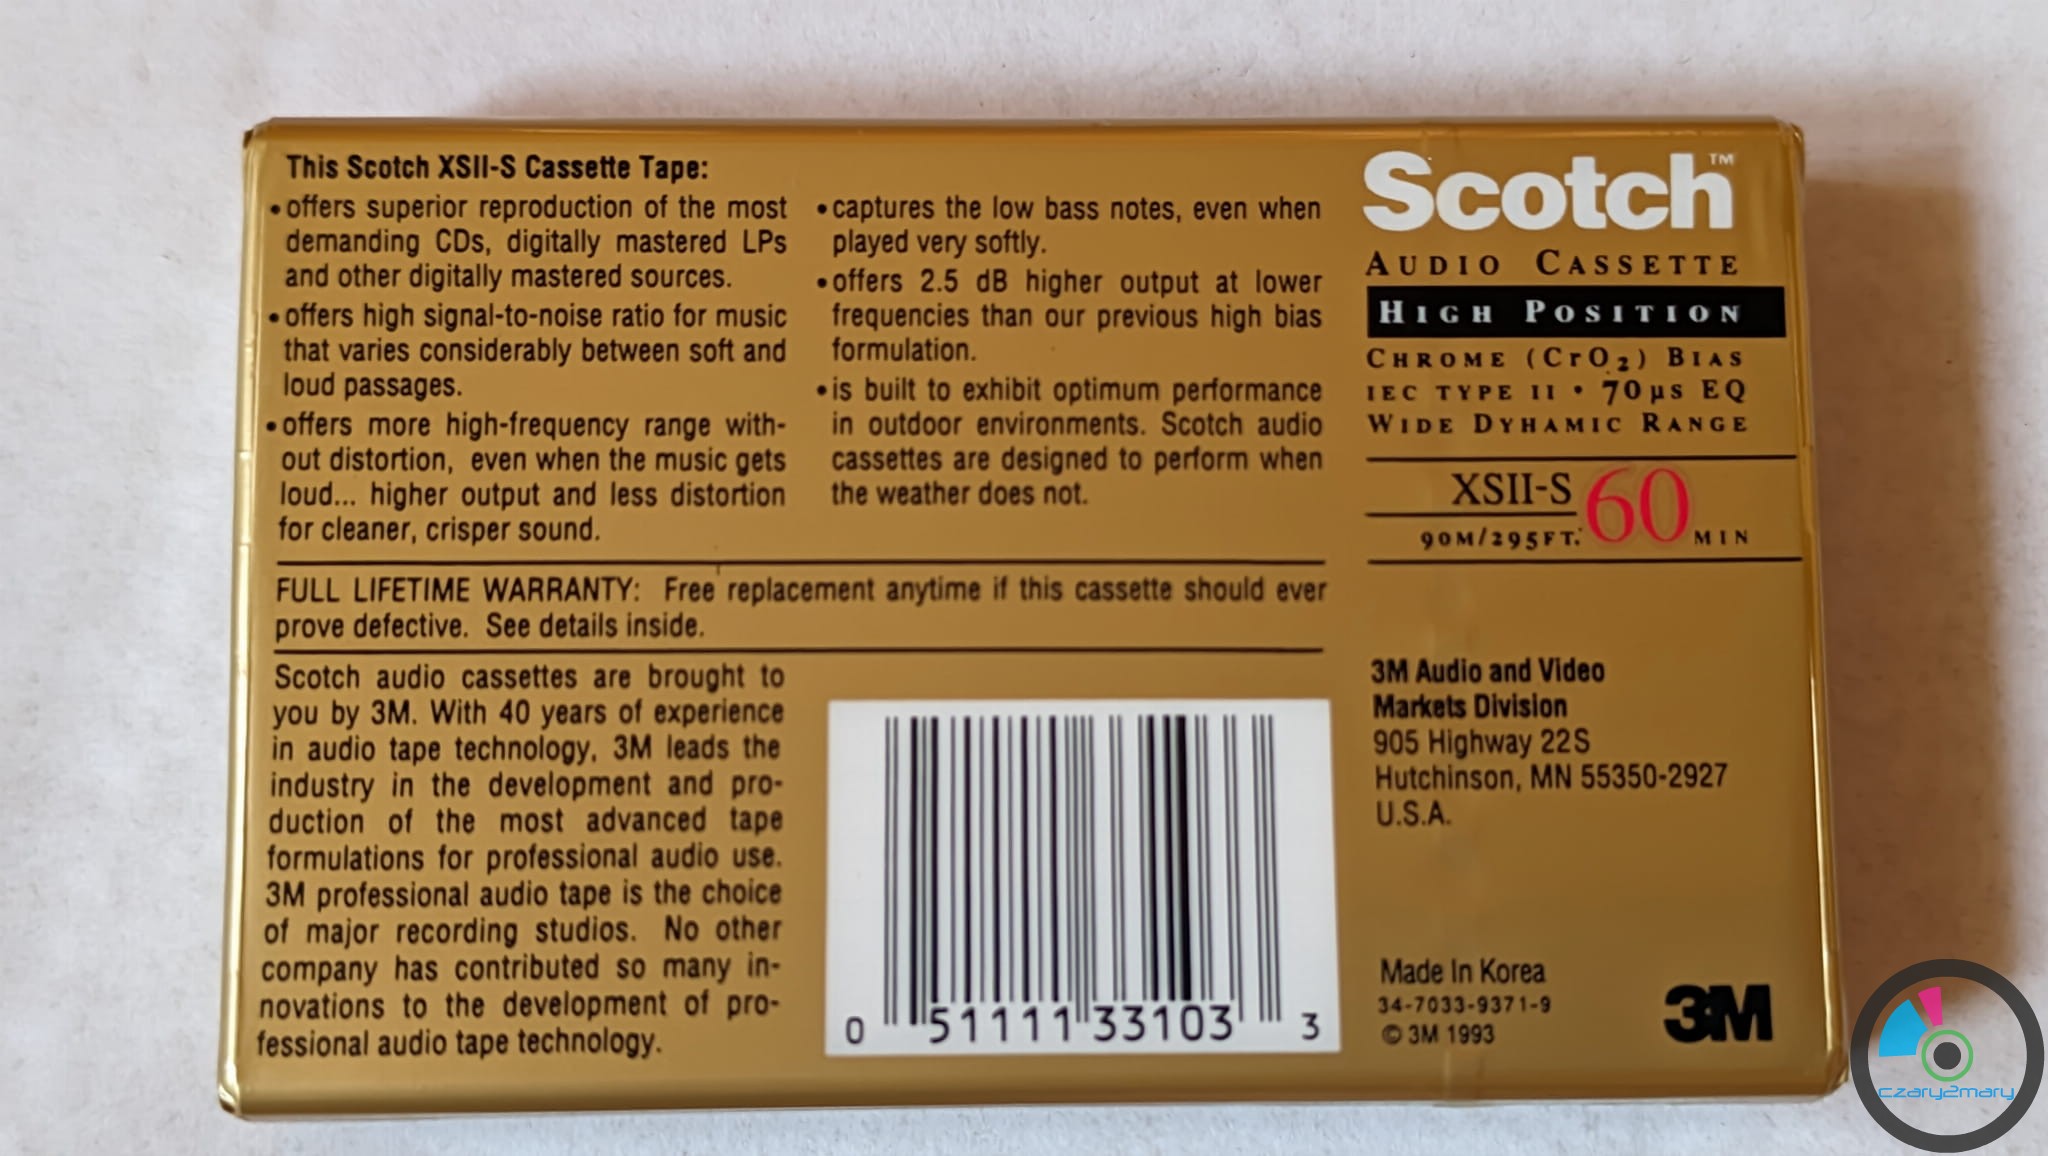 This Scotch XSII-S Cassette Tape:
•offers superior reproduction of the most
demanding CDs, digitally mastered LPs
and other digitally mastered sources.
•offers high signal-to-noise ratio for music
that varies considerably between soft and
loud passages.
•offers more high-frequency range with-
out distortion, even when the music gets
loud... higher output and less distortion
for cleaner, crisper sound.
•captures the low bass notes, even when
played very softly.
•offers 2.5 dB higher output at lower
frequencies than our previous high bias
formulation.
•is built to exhibit optimum performance
in outdoor environments. Scotch audio
cassettes are designed to perform when
the weather does not.
FULL LIFETIME WARRANTY: Free replacement anytime if this cassette should ever
prove defective. See details inside.
Scotch audio cassettes are brought to
you by 3M. With 40 years of experience
in audio tape technology, 3M leads the
industry in the development and pro-
duction of the most advanced tape
formulations for professional audio use.
3M professional audio tape is the choice
of major recording studios. No other
company has contributed so many in-
novations to the development of pro-
fessional audio tape technology.
0 51111 33103 3
Scotch™
AUDIO CASSETTE
HIGH POSITION
CHROME (CrO₂) BIAS
IEC TYPE II • 70µs EQ
WIDE DYHAMIC RANGE
XSII-S 60 MIN
90M/295FT.
3M Audio and Video
Markets Division
905 Highway 22S
Hutchinson, MN 55350-2927
U.S.A.
Made In Korea
34-7033-9371-9
© 3M 1993
3M
czary2mary